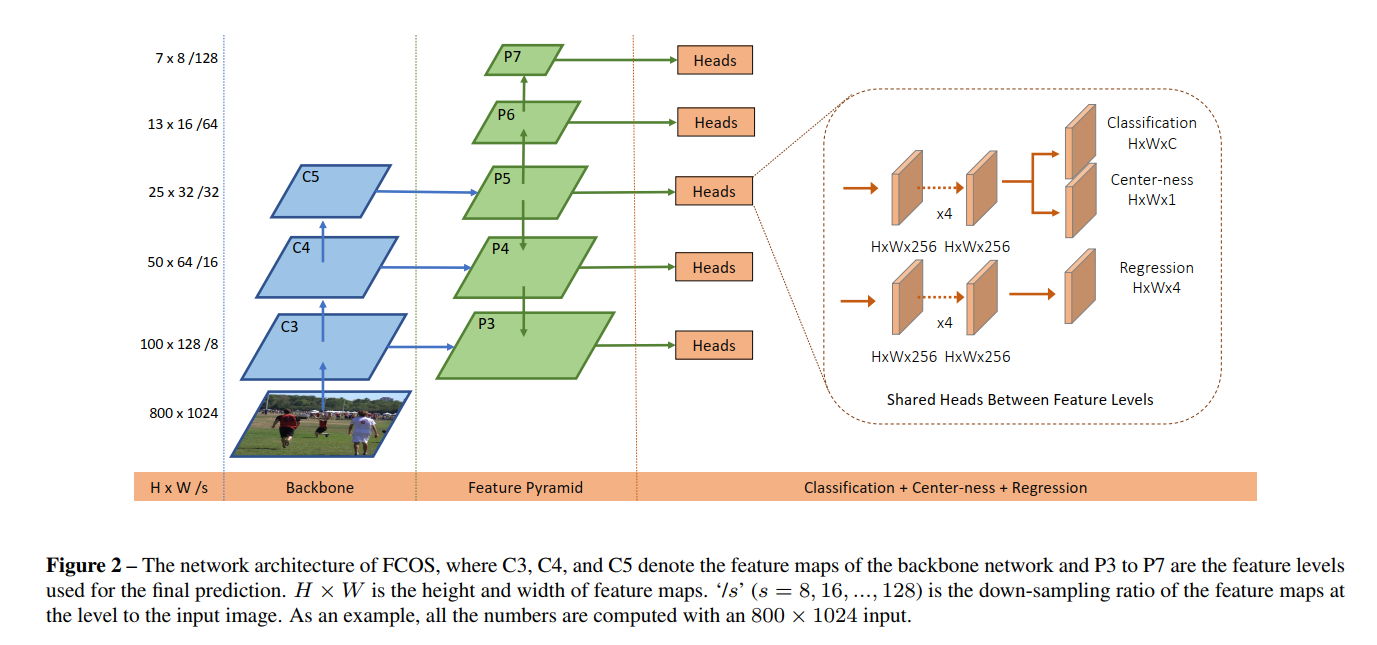 7 x 8 /128
P7
Heads
13 x 16 /64
P6
Heads
25 x 32 /32
C5
P5
Heads
50 x 64 /16
C4
P4
Heads
100 x 128 /8
C3
P3
Heads
800 x 1024
Classification
HxWxC
Center-ness
HxWx1
x4
HxWx256 HxWx256
Regression
HxWx4
x4
HxWx256 HxWx256
Shared Heads Between Feature Levels
H x W /s Backbone Feature Pyramid Classification + Center-ness + Regression
Figure 2 – The network architecture of FCOS, where C3, C4, and C5 denote the feature maps of the backbone network and P3 to P7 are the feature levels
used for the final prediction. H × W is the height and width of feature maps. ‘/s’ (s = 8, 16, ..., 128) is the down-sampling ratio of the feature maps at
the level to the input image. As an example, all the numbers are computed with an 800 × 1024 input.